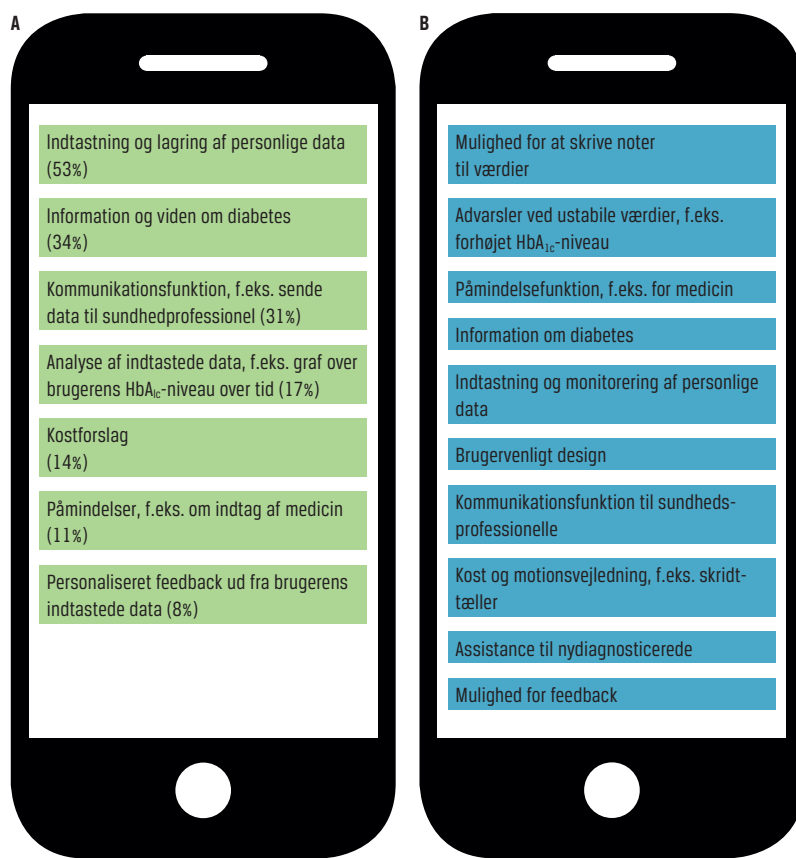 A
Indtastning og lagring af personlige data
(53%)
Information og viden om diabetes
(34%)
Kommunikationsfunktion, f.eks. sende
data til sundhedprofessionel (31%)
Analyse af indtastede data, f.eks. graf over
brugerens HbA1c-niveau over tid (17%)
Kostforslag
(14%)
Påmindelser, f.eks. om indtag af medicin
(11%)
Personaliseret feedback ud fra brugerens
indtastede data (8%)
B
Mulighed for at skrive noter
til værdier
Advarsler ved ustabile værdier, f.eks.
forhøjet HbA1c-niveau
Påmindelsefunktion, f.eks. for medicin
Information om diabetes
Indtastning og monitorering af personlige
data
Brugervenligt design
Kommunikationsfunktion til sundheds-
professionelle
Kost og motionsvejledning, f.eks. skridt-
tæller
Assistance til nydiagnosticerede
Mulighed for feedback